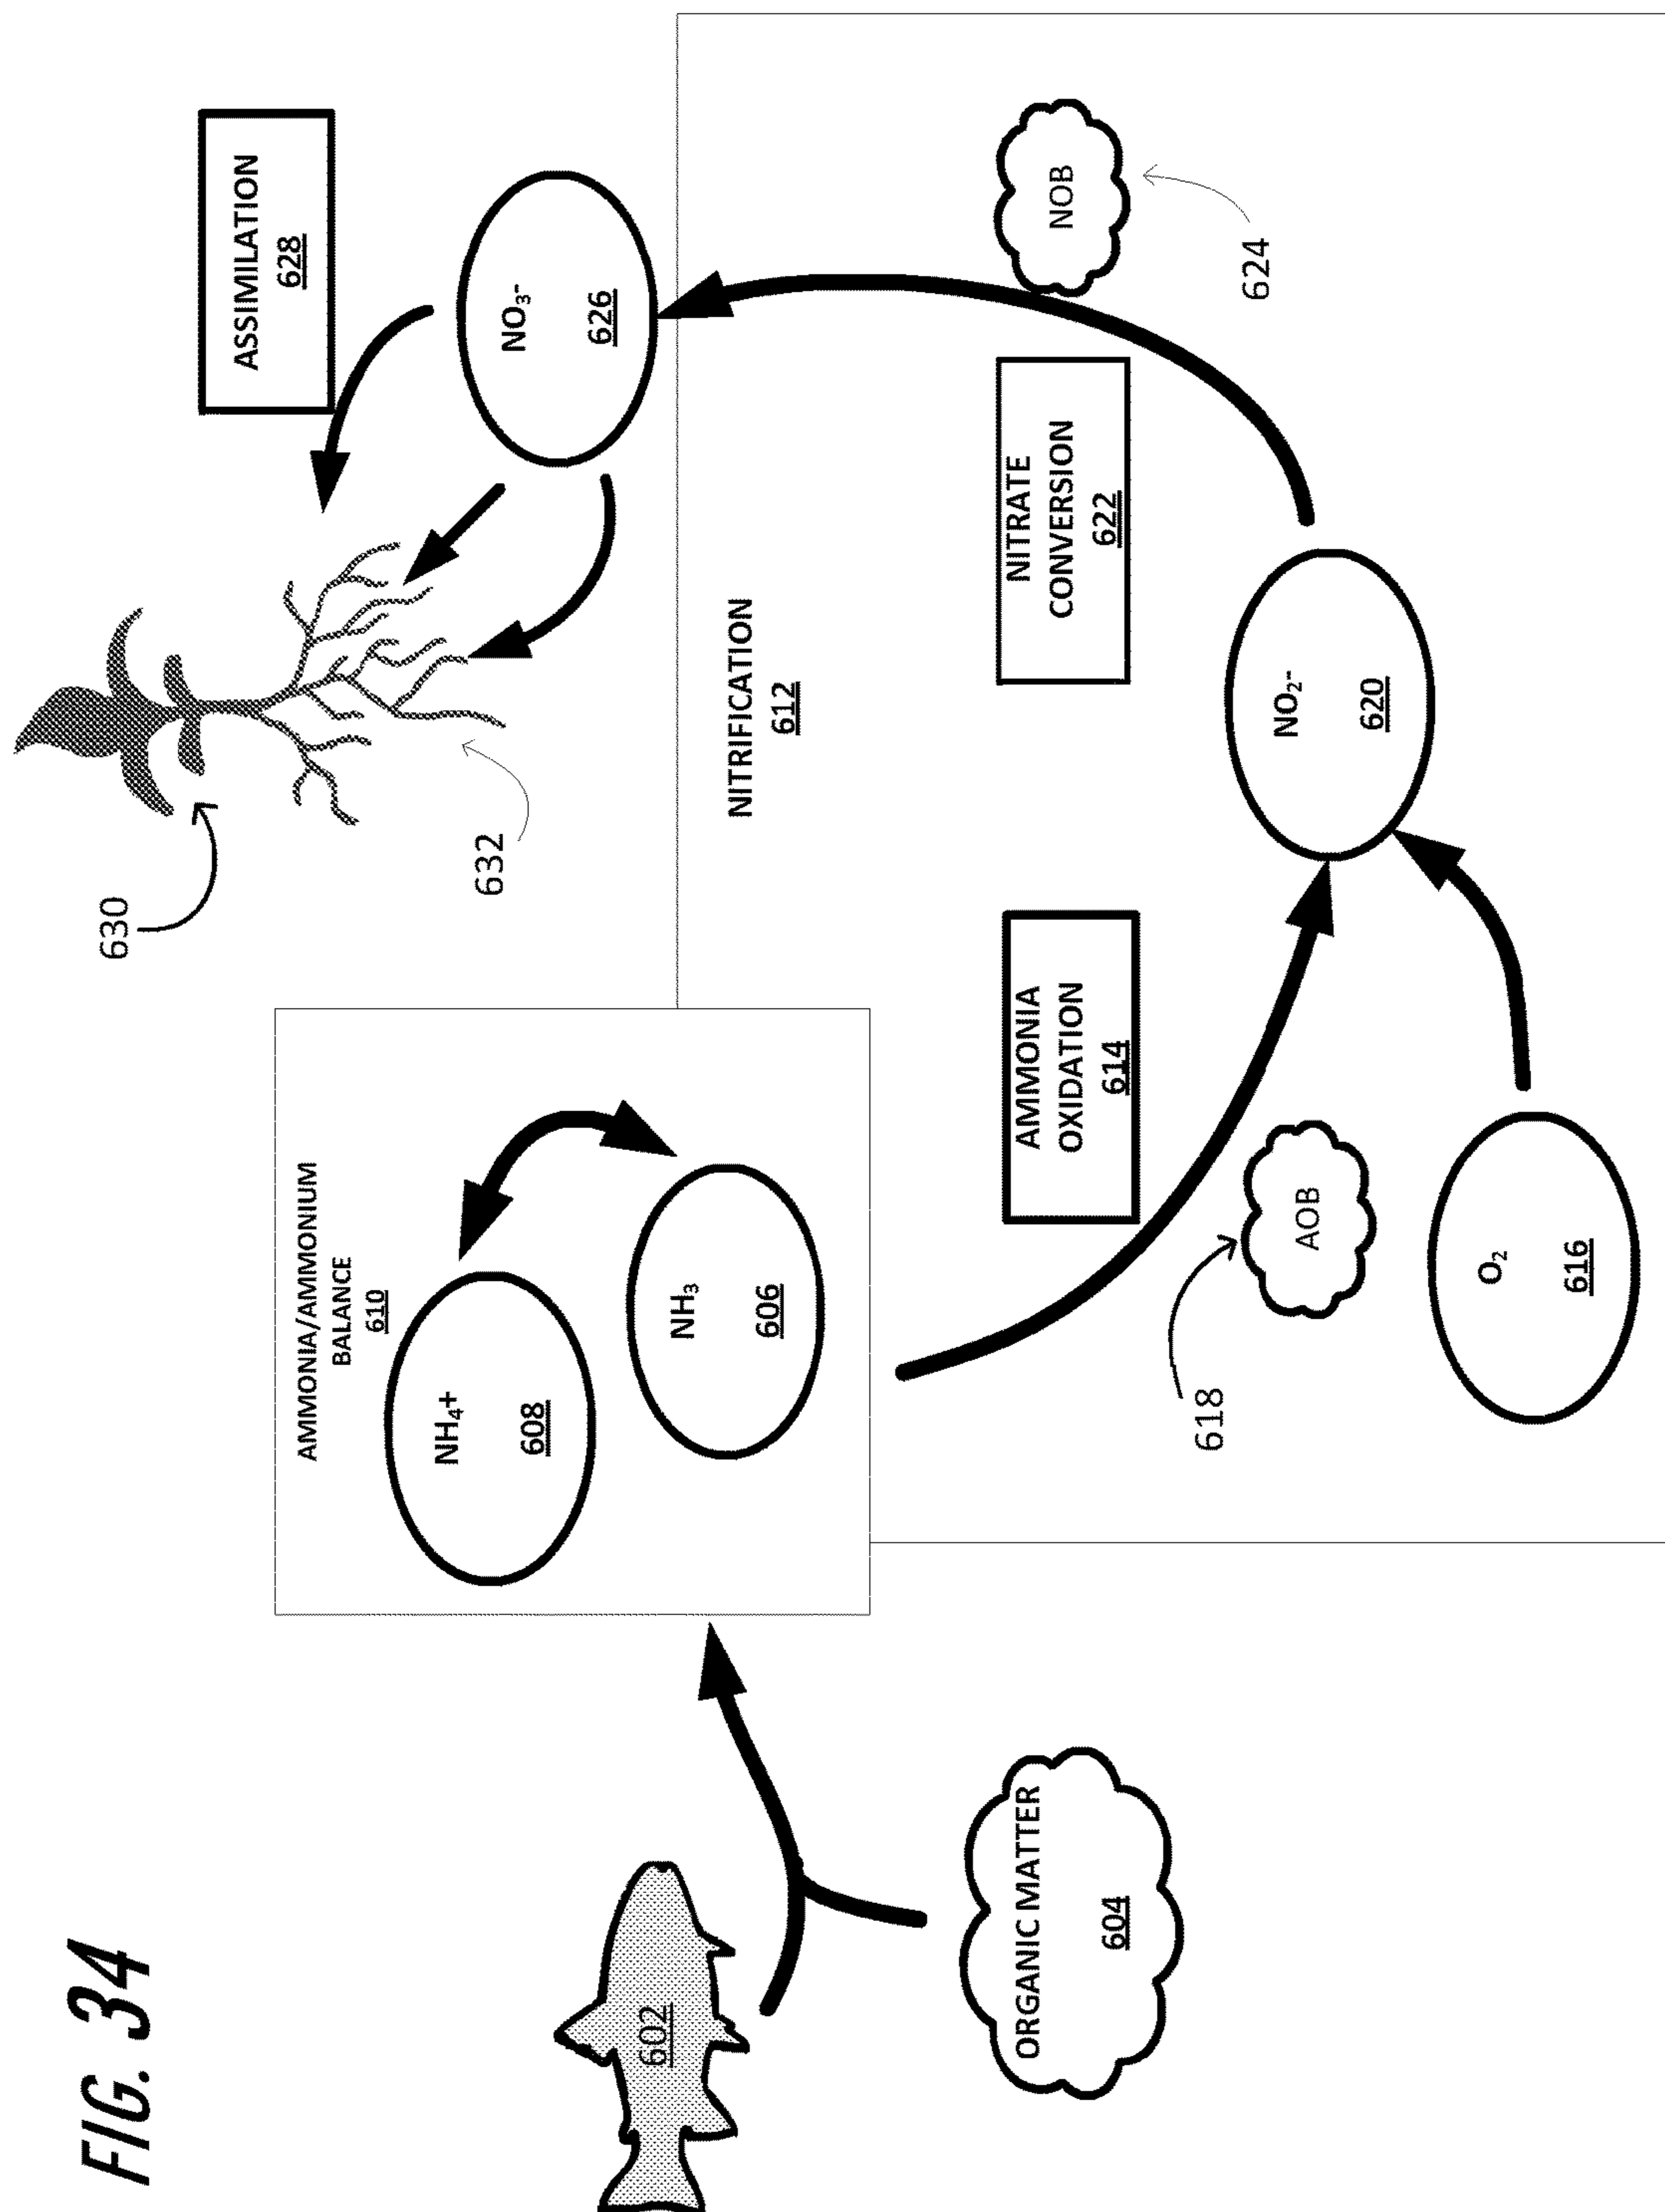 FIG. 34
602
ORGANIC MATTER
604
AMMONIA/AMMONIUM
BALANCE
610
NH₄+
608
NH₃
606
NITRIFICATION
612
AMMONIA
OXIDATION
614
618
AOB
O₂
616
NO₂-
620
NITRATE
CONVERSION
622
NOB
624
NO₃-
626
ASSIMILATION
628
630
632